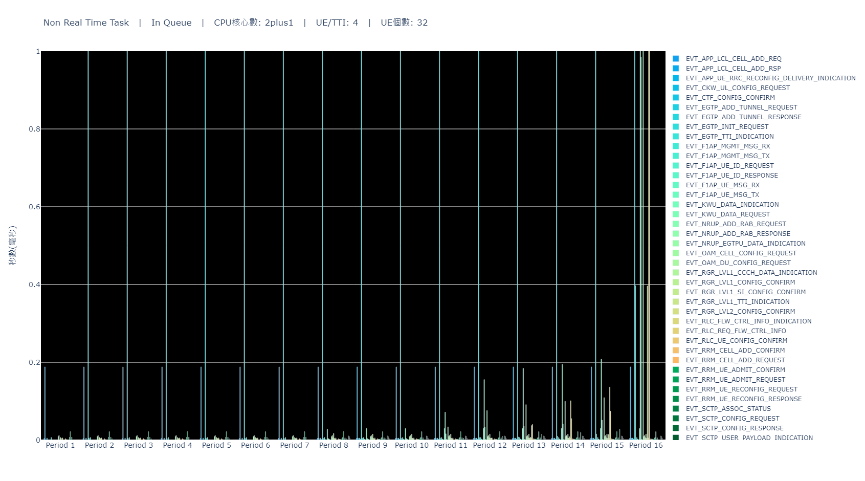 Non Real Time Task | In Queue | CPU核心數: 2plus1 | UE/TTI: 4 | UE個數: 32
秒數(毫秒)
1
0.8
0.6
0.4
0.2
0
Period 1 Period 2 Period 3 Period 4 Period 5 Period 6 Period 7 Period 8 Period 9 Period 10 Period 11 Period 12 Period 13 Period 14 Period 15 Period 16
EVT_APP_LCL_CELL_ADD_REQ
EVT_APP_LCL_CELL_ADD_RSP
EVT_APP_UE_RRC_RECONFIG_DELIVERY_INDICATION
EVT_CKW_UL_CONFIG_REQUEST
EVT_CTF_CONFIG_CONFIRM
EVT_EGTP_ADD_TUNNEL_REQUEST
EVT_EGTP_ADD_TUNNEL_RESPONSE
EVT_EGTP_INIT_REQUEST
EVT_EGTP_TTI_INDICATION
EVT_F1AP_MGMT_MSG_RX
EVT_F1AP_MGMT_MSG_TX
EVT_F1AP_UE_ID_REQUEST
EVT_F1AP_UE_ID_RESPONSE
EVT_F1AP_UE_MSG_RX
EVT_F1AP_UE_MSG_TX
EVT_KWU_DATA_INDICATION
EVT_KWU_DATA_REQUEST
EVT_NRUP_ADD_RAB_REQUEST
EVT_NRUP_ADD_RAB_RESPONSE
EVT_NRUP_EGTPU_DATA_INDICATION
EVT_OAM_CELL_CONFIG_REQUEST
EVT_OAM_DU_CONFIG_REQUEST
EVT_RGR_LVL1_CCCH_DATA_INDICATION
EVT_RGR_LVL1_CONFIG_CONFIRM
EVT_RGR_LVL1_SI_CONFIG_CONFIRM
EVT_RGR_LVL1_TTI_INDICATION
EVT_RGR_LVL2_CONFIG_CONFIRM
EVT_RLC_FLW_CTRL_INFO_INDICATION
EVT_RLC_REQ_FLW_CTRL_INFO
EVT_RLC_UE_CONFIG_CONFIRM
EVT_RRM_CELL_ADD_CONFIRM
EVT_RRM_CELL_ADD_REQUEST
EVT_RRM_UE_ADMIT_CONFIRM
EVT_RRM_UE_ADMIT_REQUEST
EVT_RRM_UE_RECONFIG_REQUEST
EVT_RRM_UE_RECONFIG_RESPONSE
EVT_SCTP_ASSOC_STATUS
EVT_SCTP_CONFIG_REQUEST
EVT_SCTP_CONFIG_RESPONSE
EVT_SCTP_USER_PAYLOAD_INDICATION